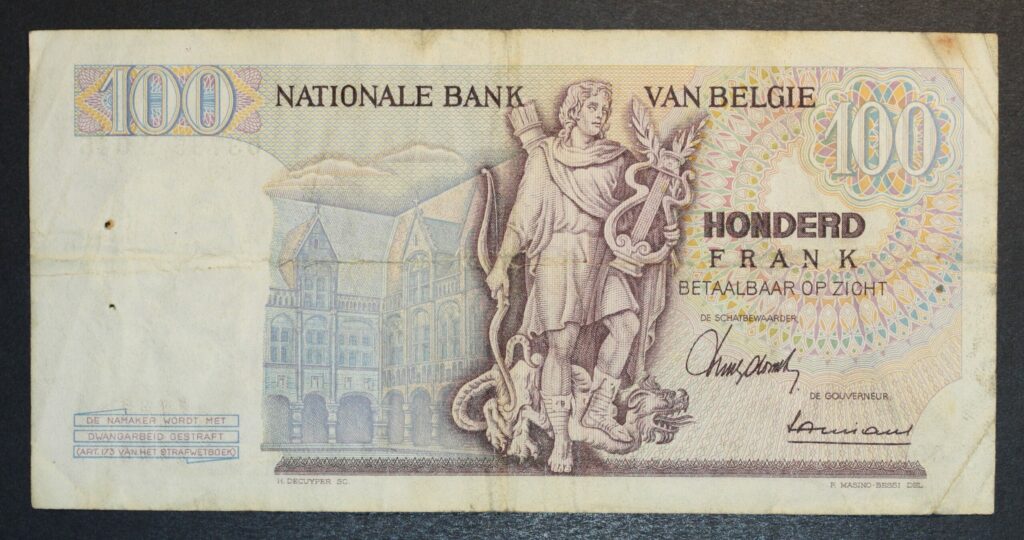 100
NATIONALE BANK VAN BELGIE
100
HONDERD
FRANK
BETAALBAAR OP ZICHT
DE SCHATBEWAARDER
DE GOUVERNEUR
DE NAMAKER WORDT MET
DWANGARBEID GESTRAFT
(ART. 173 VAN HET STRAFWETBOEK)
H. DECUYPER SC.
P. MASINO-BESSI DEL.